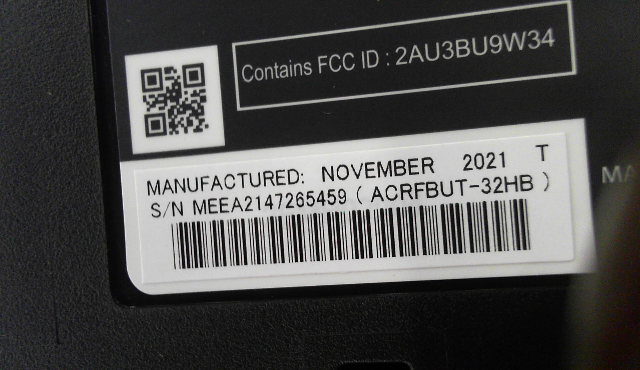 Contains FCC ID : 2AU3BU9W34
MANUFACTURED: NOVEMBER 2021 T
S/N MEEA2147265459 ( ACRFBUT-32HB )